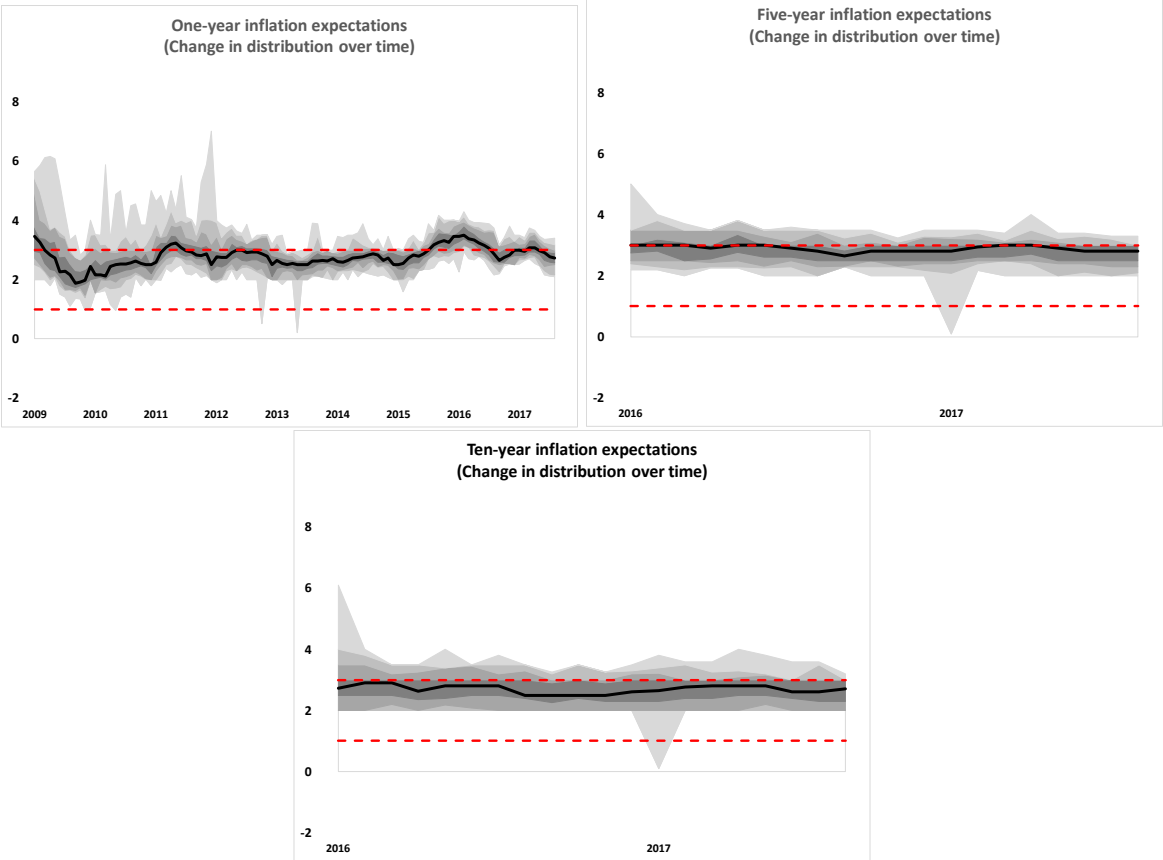 One-year inflation expectations
(Change in distribution over time)
8
6
4
2
0
-2
2009 2010 2011 2012 2013 2014 2015 2016 2017
Five-year inflation expectations
(Change in distribution over time)
8
6
4
2
0
-2
2016 2017
Ten-year inflation expectations
(Change in distribution over time)
8
6
4
2
0
-2
2016 2017